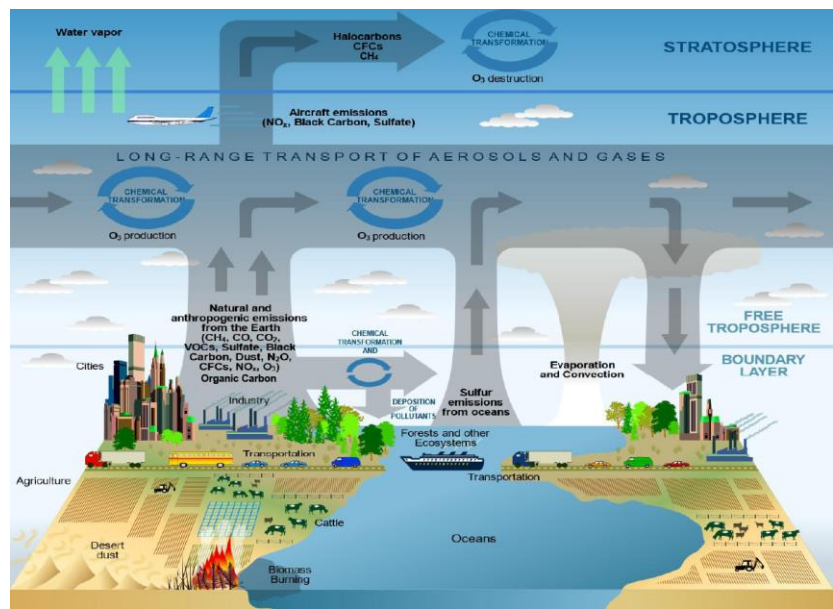 Water vapor
Halocarbons
CFCs
CH₄
CHEMICAL
TRANSFORMATION
O₃ destruction
STRATOSPHERE
Aircraft emissions
(NOₓ, Black Carbon, Sulfate)
TROPOSPHERE
LONG-RANGE TRANSPORT OF AEROSOLS AND GASES
CHEMICAL
TRANSFORMATION
O₃ production
CHEMICAL
TRANSFORMATION
O₃ production
Natural and
anthropogenic emissions
from the Earth
(CH₄, CO, CO₂,
VOCs, Sulfate, Black
Carbon, Dust, N₂O,
CFCs, NOₓ, O₃)
Organic Carbon
CHEMICAL
TRANSFORMATION
AND
DEPOSITION
OF
POLLUTANTS
FREE
TROPOSPHERE
BOUNDARY
LAYER
Cities
Industry
Sulfur
emissions
from oceans
Evaporation
and Convection
Forests and other
Ecosystems
Transportation
Transportation
Agriculture
Cattle
Desert
dust
Oceans
Biomass
Burning